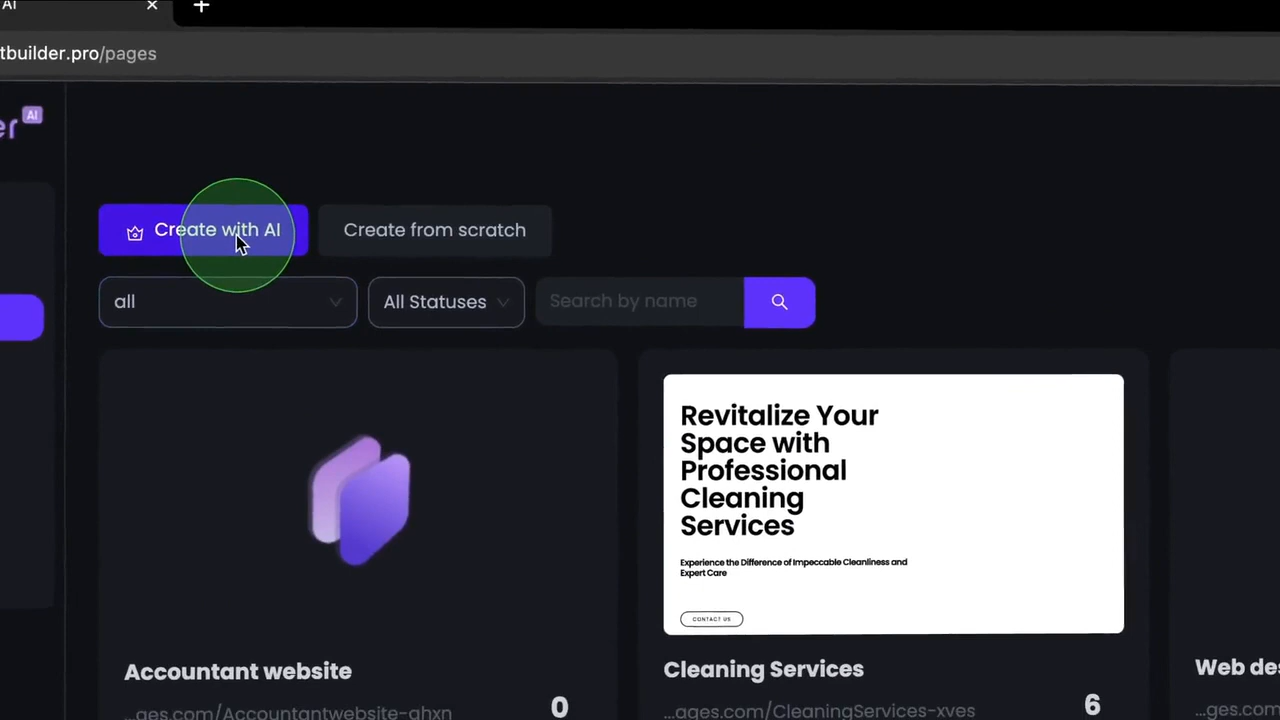 AI
tbuilder.pro/pages
er AI
Create with AI
Create from scratch
all
All Statuses
Search by name
Revitalize Your
Space with
Professional
Cleaning
Services
Experience the Difference of Impeccable Cleanliness and
Expert Care
CONTACT US
Accountant website
...ages.com/Accountantwebsite-ghxn
0
Cleaning Services
...ages.com/CleaningServices-xves
6
Web des
...ges.com